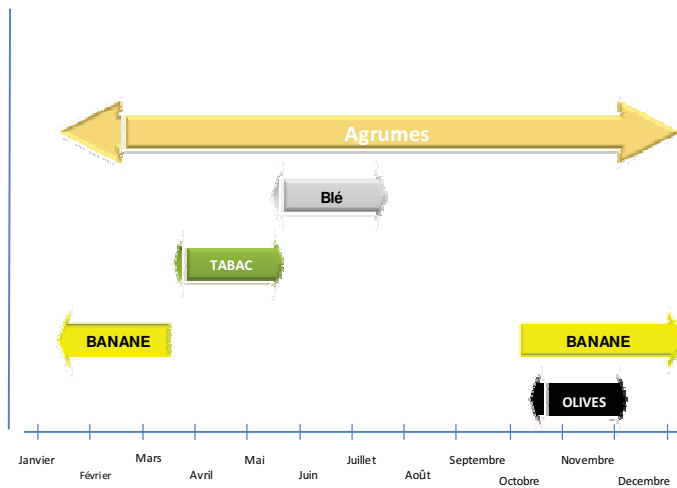 Agrumes
Blé
TABAC
BANANE
BANANE
OLIVES
Janvier
Février
Mars
Avril
Mai
Juin
Juillet
Août
Septembre
Octobre
Novembre
Decembre